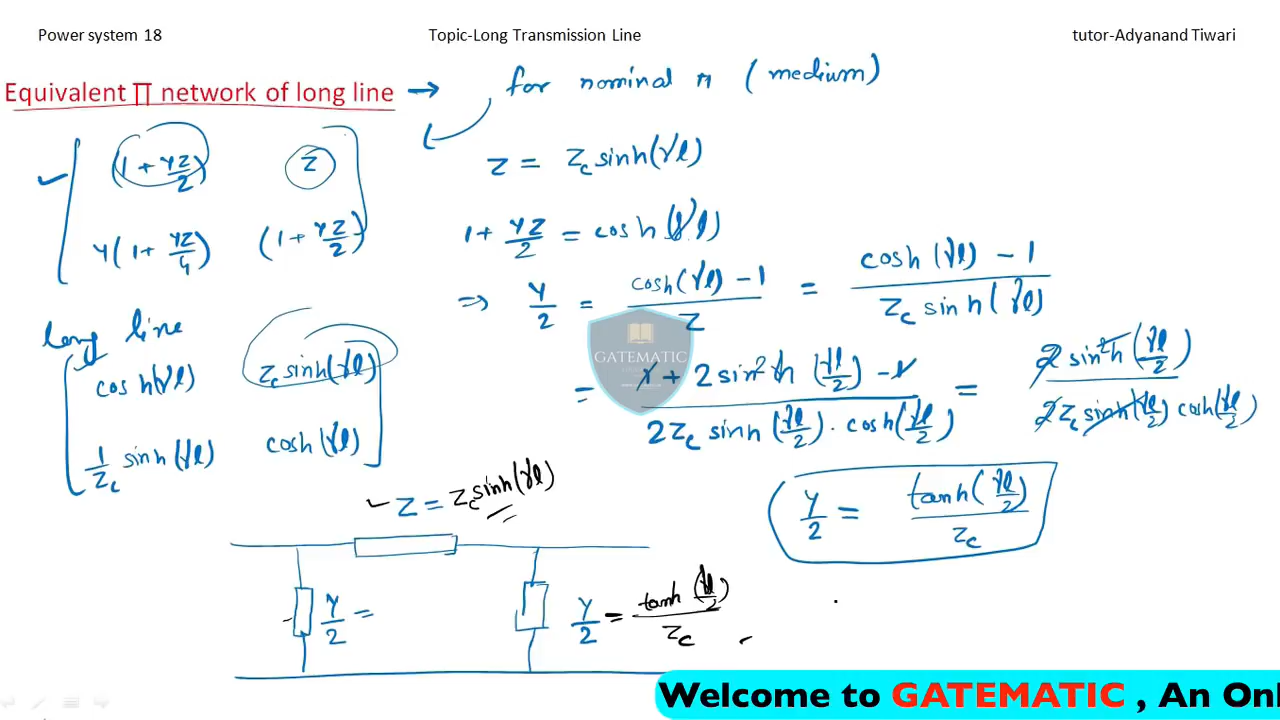 Power system 18
Topic-Long Transmission Line
tutor-Adyanand Tiwari
Equivalent ∏ network of long line → for nominal π (medium)
(1 + YZ/2) Z
Y(1 + YZ/4) (1 + YZ/2)
Z = Zc sinh(γl)
1 + YZ/2 = cosh(γl)
⇒ Y/2 = cosh(γl) - 1 / Z = cosh(γl) - 1 / Zc sinh(γl)
= 1 + 2 sin²h(γl/2) - 1 / 2Zc sinh(γl/2) · cosh(γl/2) = 2 sin²h(γl/2) / 2Zc sinh(γl/2) cosh(γl/2)
Y/2 = tanh(γl/2) / Zc
long line
cosh(γl) Zc sinh(γl)
1/Zc sinh(γl) cosh(γl)
Z = Zc sinh(γl)
Y/2 =
Y/2 = tanh(γl/2) / Zc
GATEMATIC
Welcome to GATEMATIC , An Onl